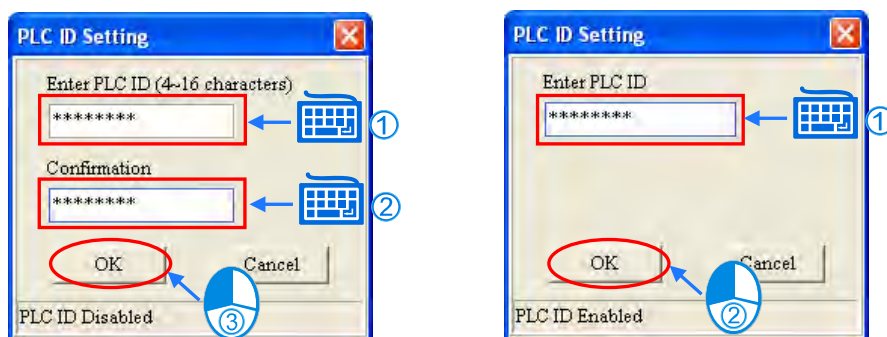 PLC ID Setting
Enter PLC ID (4~16 characters)
********
①
Confirmation
********
②
OK
Cancel
③
PLC ID Disabled
PLC ID Setting
Enter PLC ID
********
①
OK
Cancel
②
PLC ID Enabled